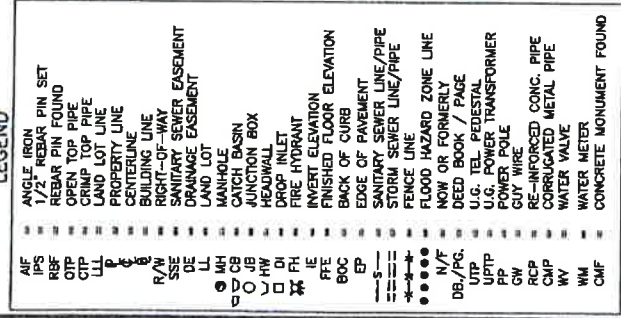 LEGEND
AIF = ANGLE IRON
IPS = 1/2" REBAR PIN SET
RBF = REBAR PIN FOUND
OTP = OPEN TOP PIPE
CTP = CRIMP TOP PIPE
LLL = LAND LOT LINE
PROPERTY LINE
CENTERLINE
BUILDING LINE
R/W = RIGHT-OF-WAY
SSE = SANITARY SEWER EASEMENT
DE = DRAINAGE EASEMENT
LL = LAND LOT
MH = MANHOLE
CB = CATCH BASIN
JB = JUNCTION BOX
HW = HEADWALL
DI = DROP INLET
FH = FIRE HYDRANT
IE = INVERT ELEVATION
FFE = FINISHED FLOOR ELEVATION
BOC = BACK OF CURB
EP = EDGE OF PAVEMENT
—S— = SANITARY SEWER LINE/PIPE
==== = STORM SEWER LINE/PIPE
FENCE LINE
FLOOD HAZARD ZONE LINE
N/F = NOW OR FORMERLY
DB./PG. = DEED BOOK / PAGE
UTP = U.G. TEL PEDESTAL
UPTP = U.G. POWER TRANSFORMER
PP = POWER POLE
GW = GUY WIRE
RCP = RE-INFORCED CONC. PIPE
CMP = CORRUGATED METAL PIPE
WV = WATER VALVE
WM = WATER METER
CMF = CONCRETE MONUMENT FOUND